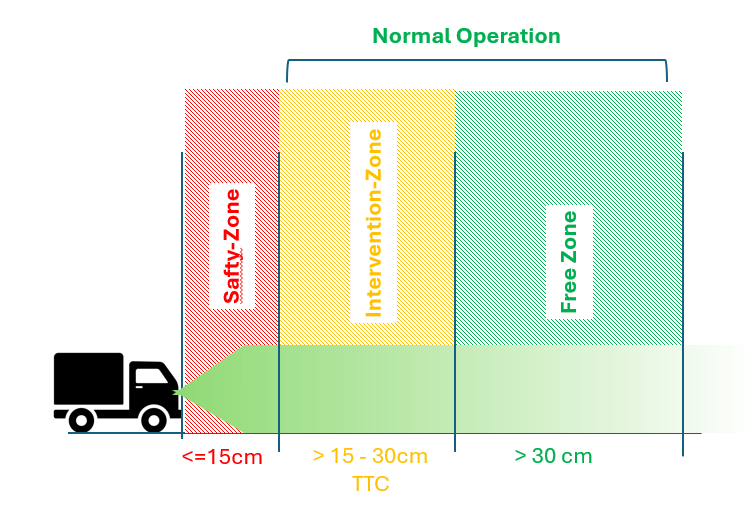 Normal Operation
Safty-Zone
Intervention-Zone
Free Zone
<=15cm
> 15 - 30cm
TTC
> 30 cm